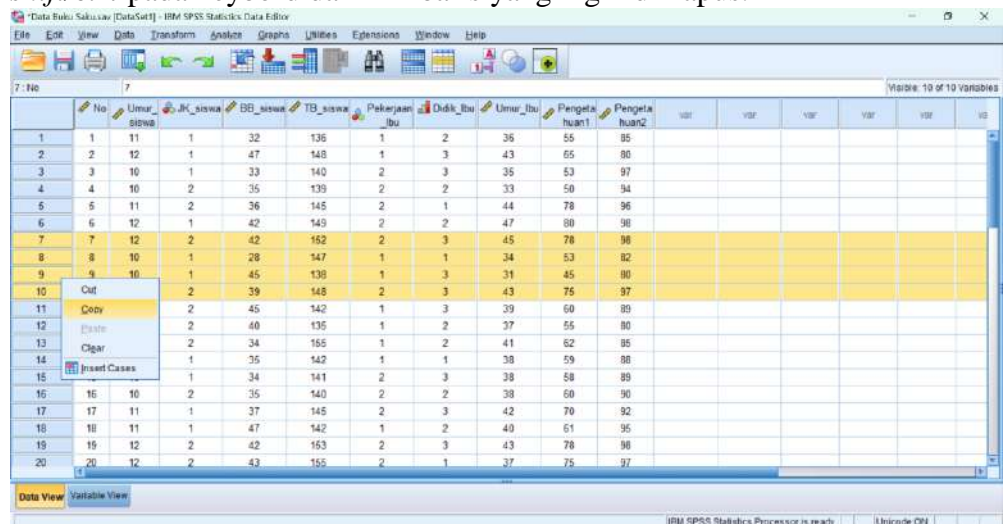 *Data Buku Saku.sav [DataSet1] - IBM SPSS Statistics Data Editor
File Edit View Data Transform Analyze Graphs Utilities Extensions Window Help
7 : No 7 Visible: 10 of 10 Variables
No Umur_siswa JK_siswa BB_siswa TB_siswa Pekerjaan_Ibu Didik_Ibu Umur_Ibu Pengetahuan1 Pengetahuan2 var var var var var
1 1 11 1 32 136 1 2 36 55 85
2 2 12 1 47 148 1 3 43 65 80
3 3 10 1 33 140 2 3 35 53 97
4 4 10 2 35 139 2 2 33 50 94
5 5 11 2 36 145 2 1 44 78 96
6 6 12 1 42 149 2 2 47 80 98
7 7 12 2 42 152 2 3 45 78 98
8 8 10 1 28 147 1 1 34 53 82
9 9 10 1 45 138 1 3 31 45 80
10 2 39 148 2 3 43 75 97
11 2 45 142 1 3 39 60 89
12 2 40 135 1 2 37 55 80
13 2 34 155 1 2 41 62 85
14 1 35 142 1 1 38 59 88
15 1 34 141 2 3 38 58 89
16 16 10 2 35 140 2 2 38 60 90
17 17 11 1 37 145 2 3 42 70 92
18 18 11 1 47 142 1 2 40 61 95
19 19 12 2 42 153 2 3 43 78 98
20 20 12 2 43 155 2 1 37 75 97
Cut
Copy
Paste
Clear
Insert Cases
Data View Variable View
IBM SPSS Statistics Processor is ready Unicode:ON